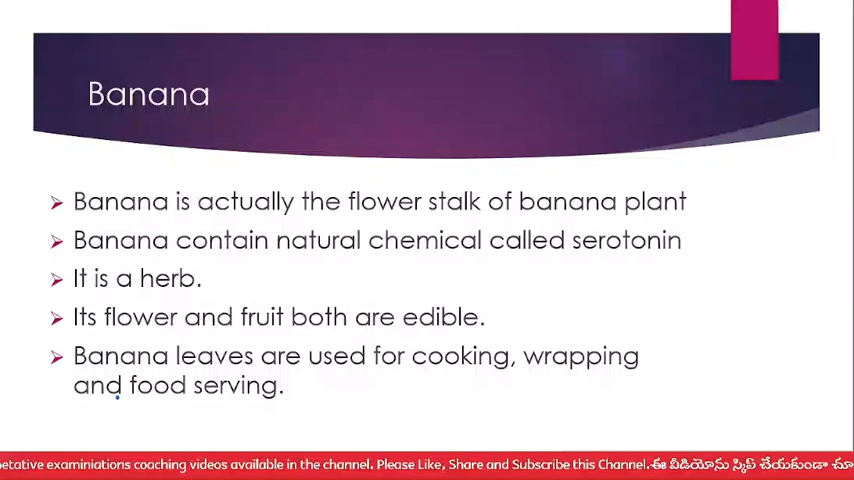 Banana
Banana is actually the flower stalk of banana plant
Banana contain natural chemical called serotonin
It is a herb.
Its flower and fruit both are edible.
Banana leaves are used for cooking, wrapping
and food serving.
petative examiniations coaching videos available in the channel. Please Like, Share and Subscribe this Channel. ఈ వీడియోను స్కిప్ చేయకుండా చూ